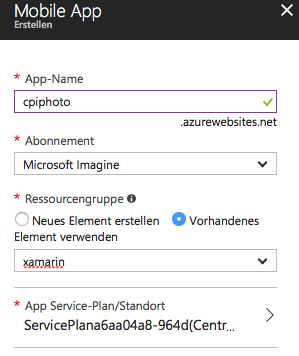 Mobile App
Erstellen
* App-Name
cpiphoto
.azurewebsites.net
* Abonnement
Microsoft Imagine
* Ressourcengruppe
Neues Element erstellen Vorhandenes
Element verwenden
xamarin
* App Service-Plan/Standort
ServicePlana6aa04a8-964d(Centr...